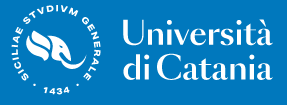 SICILIAE STVDIVM GENERALE
1434
Università
di Catania